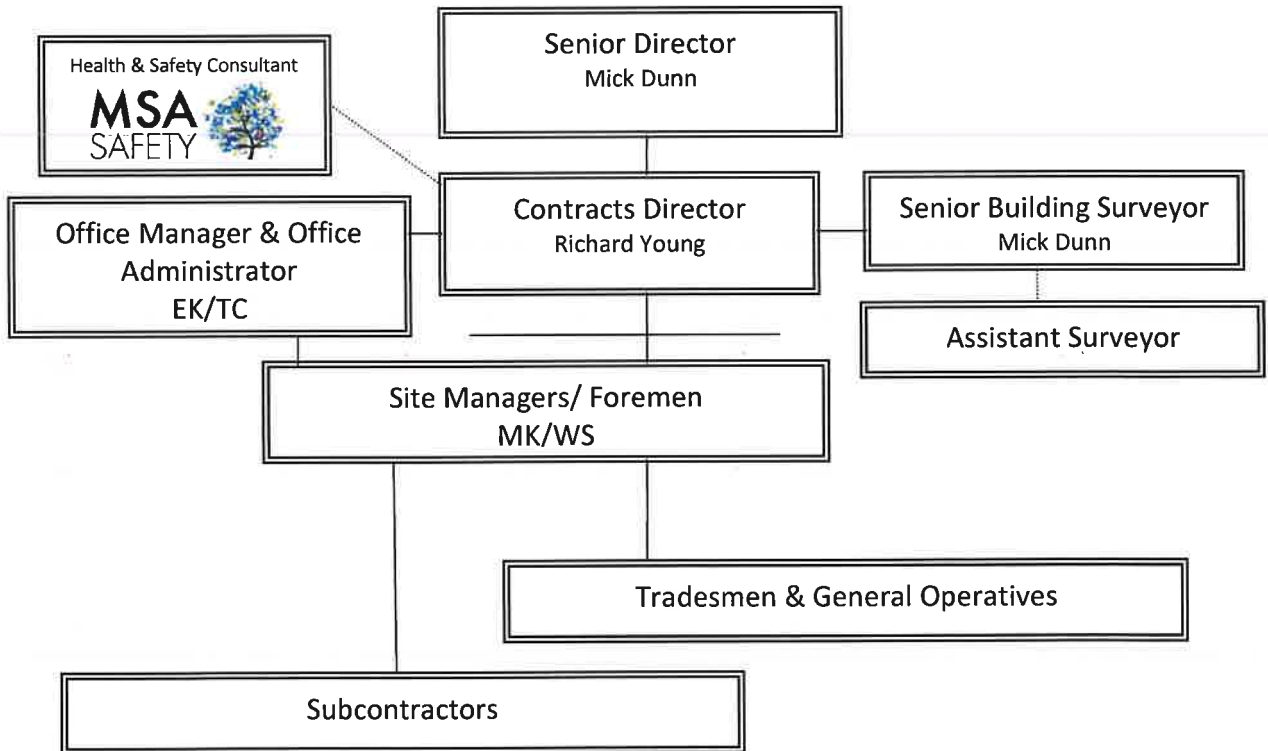 Senior Director
Mick Dunn
Health & Safety Consultant
MSA
SAFETY
Contracts Director
Richard Young
Senior Building Surveyor
Mick Dunn
Office Manager & Office
Administrator
EK/TC
Assistant Surveyor
Site Managers/ Foremen
MK/WS
Tradesmen & General Operatives
Subcontractors